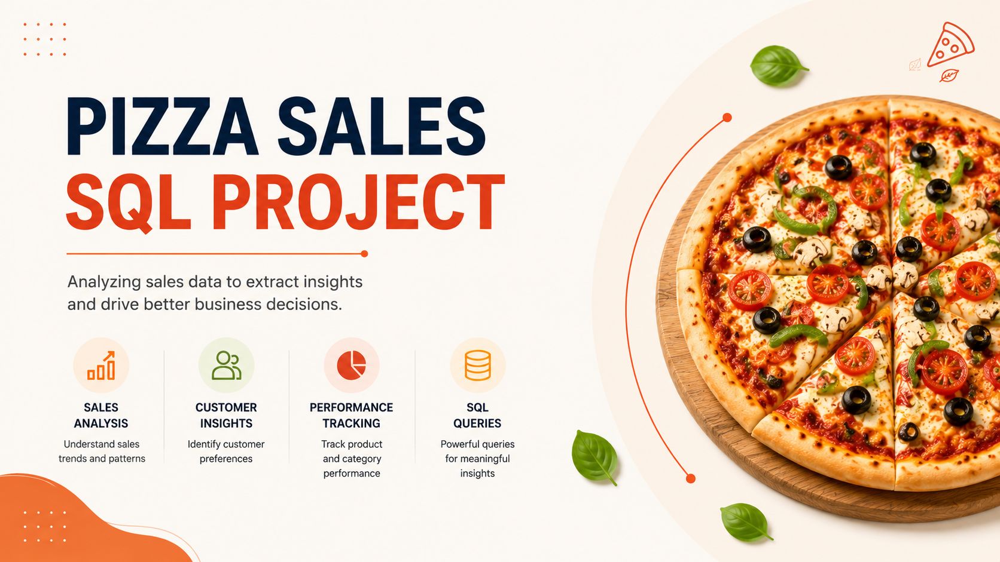 PIZZA SALES
SQL PROJECT
Analyzing sales data to extract insights
and drive better business decisions.
SALES
ANALYSIS
Understand sales
trends and patterns
CUSTOMER
INSIGHTS
Identify customer
preferences
PERFORMANCE
TRACKING
Track product
and category
performance
SQL
QUERIES
Powerful queries
for meaningful
insights